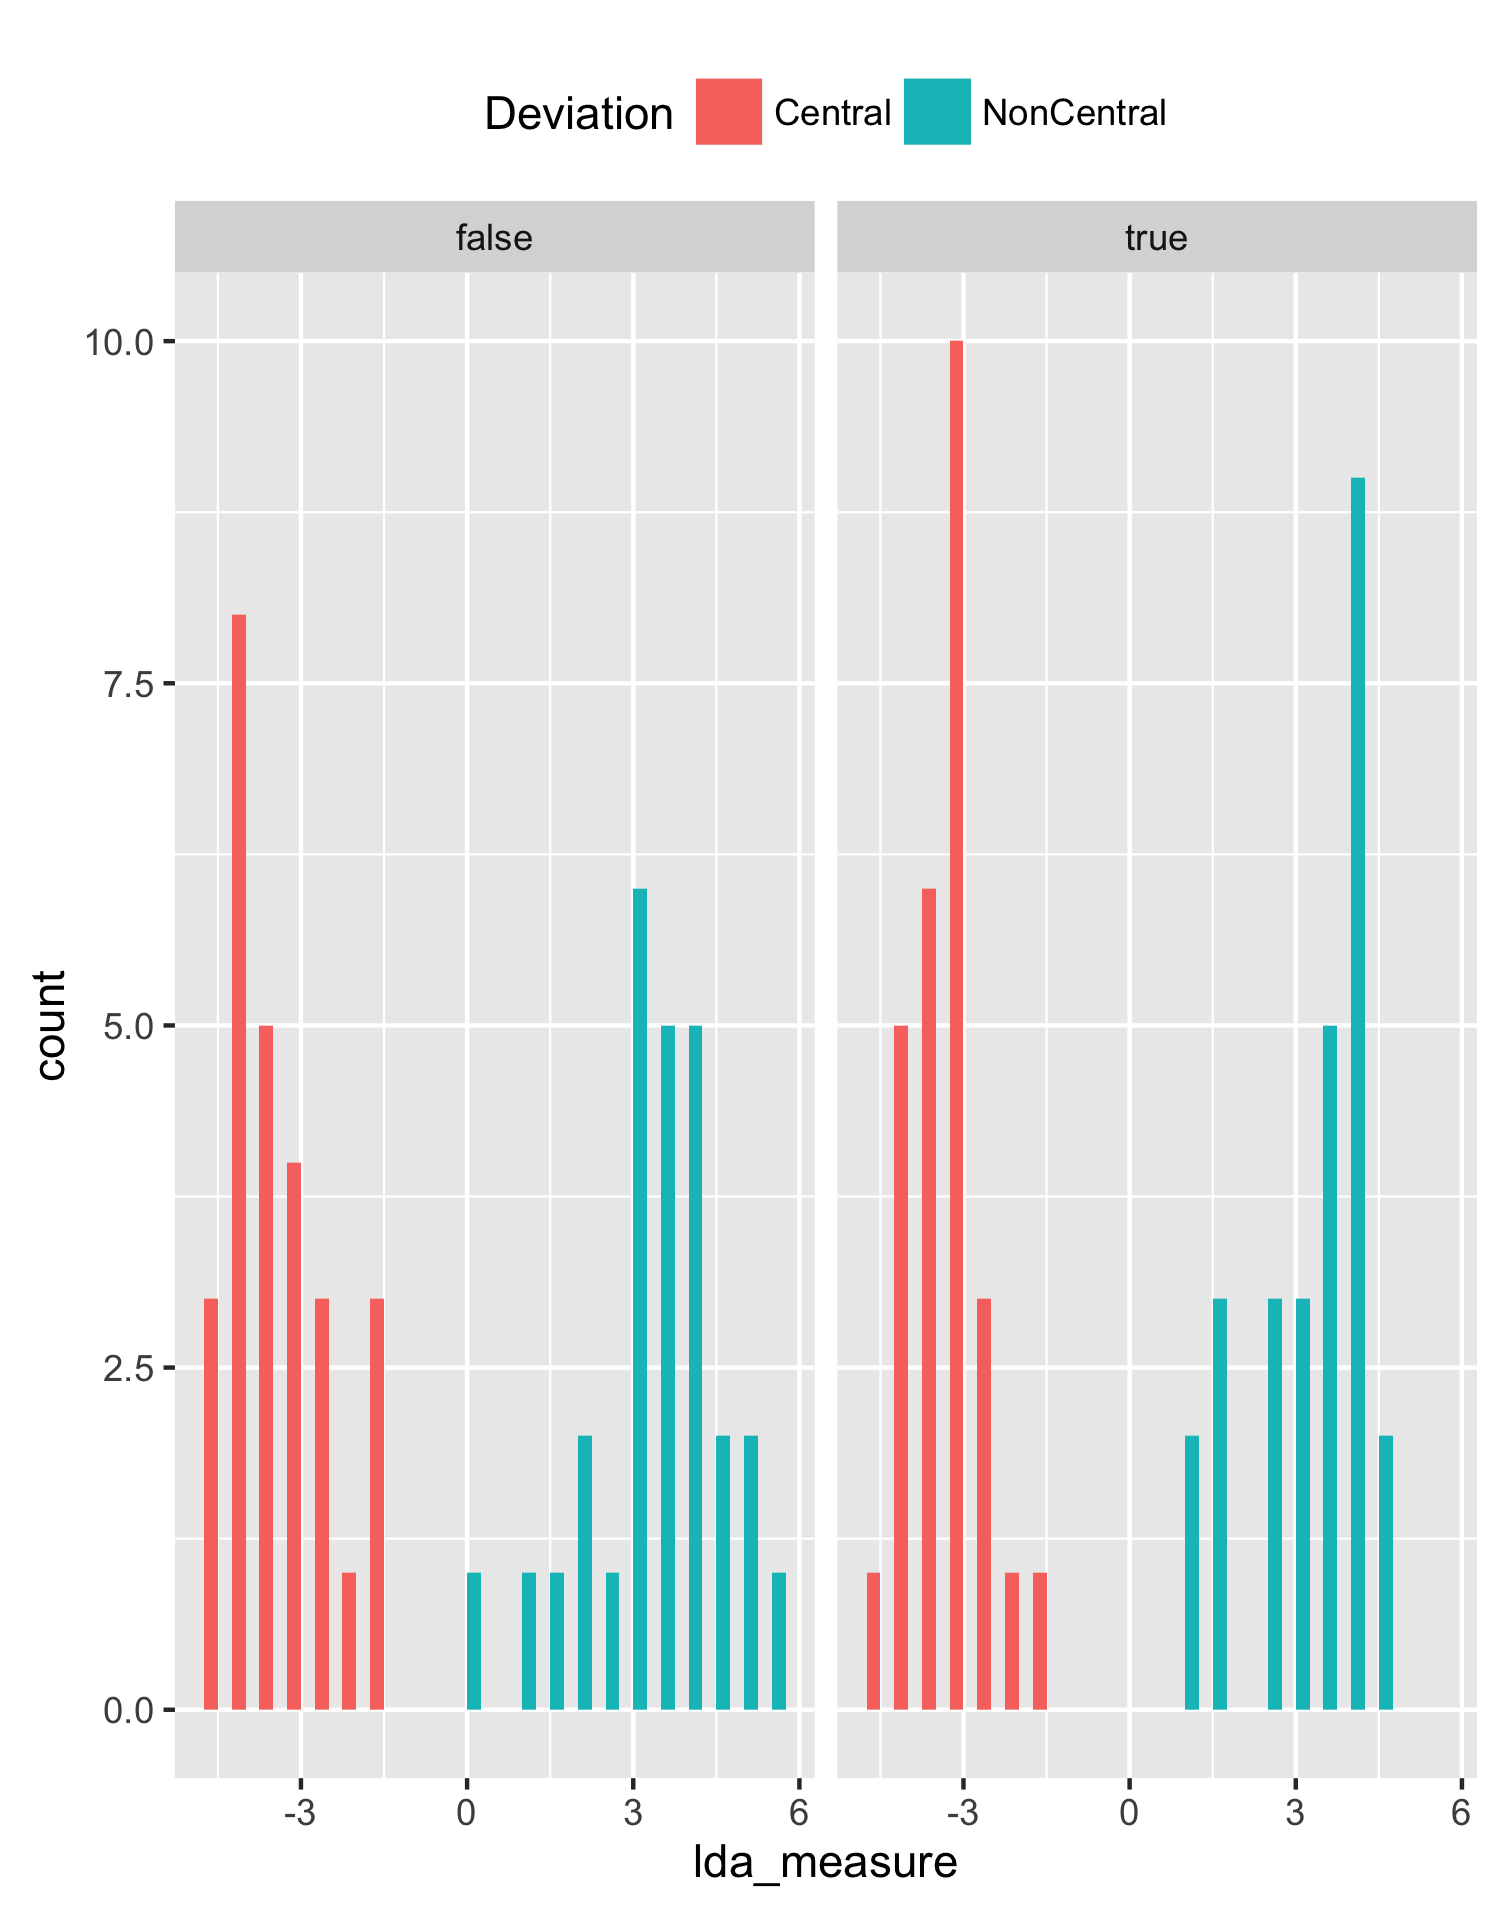 Deviation Central NonCentral
false true
10.0
7.5
5.0
2.5
0.0
count
-3 0 3 6 -3 0 3 6
lda_measure